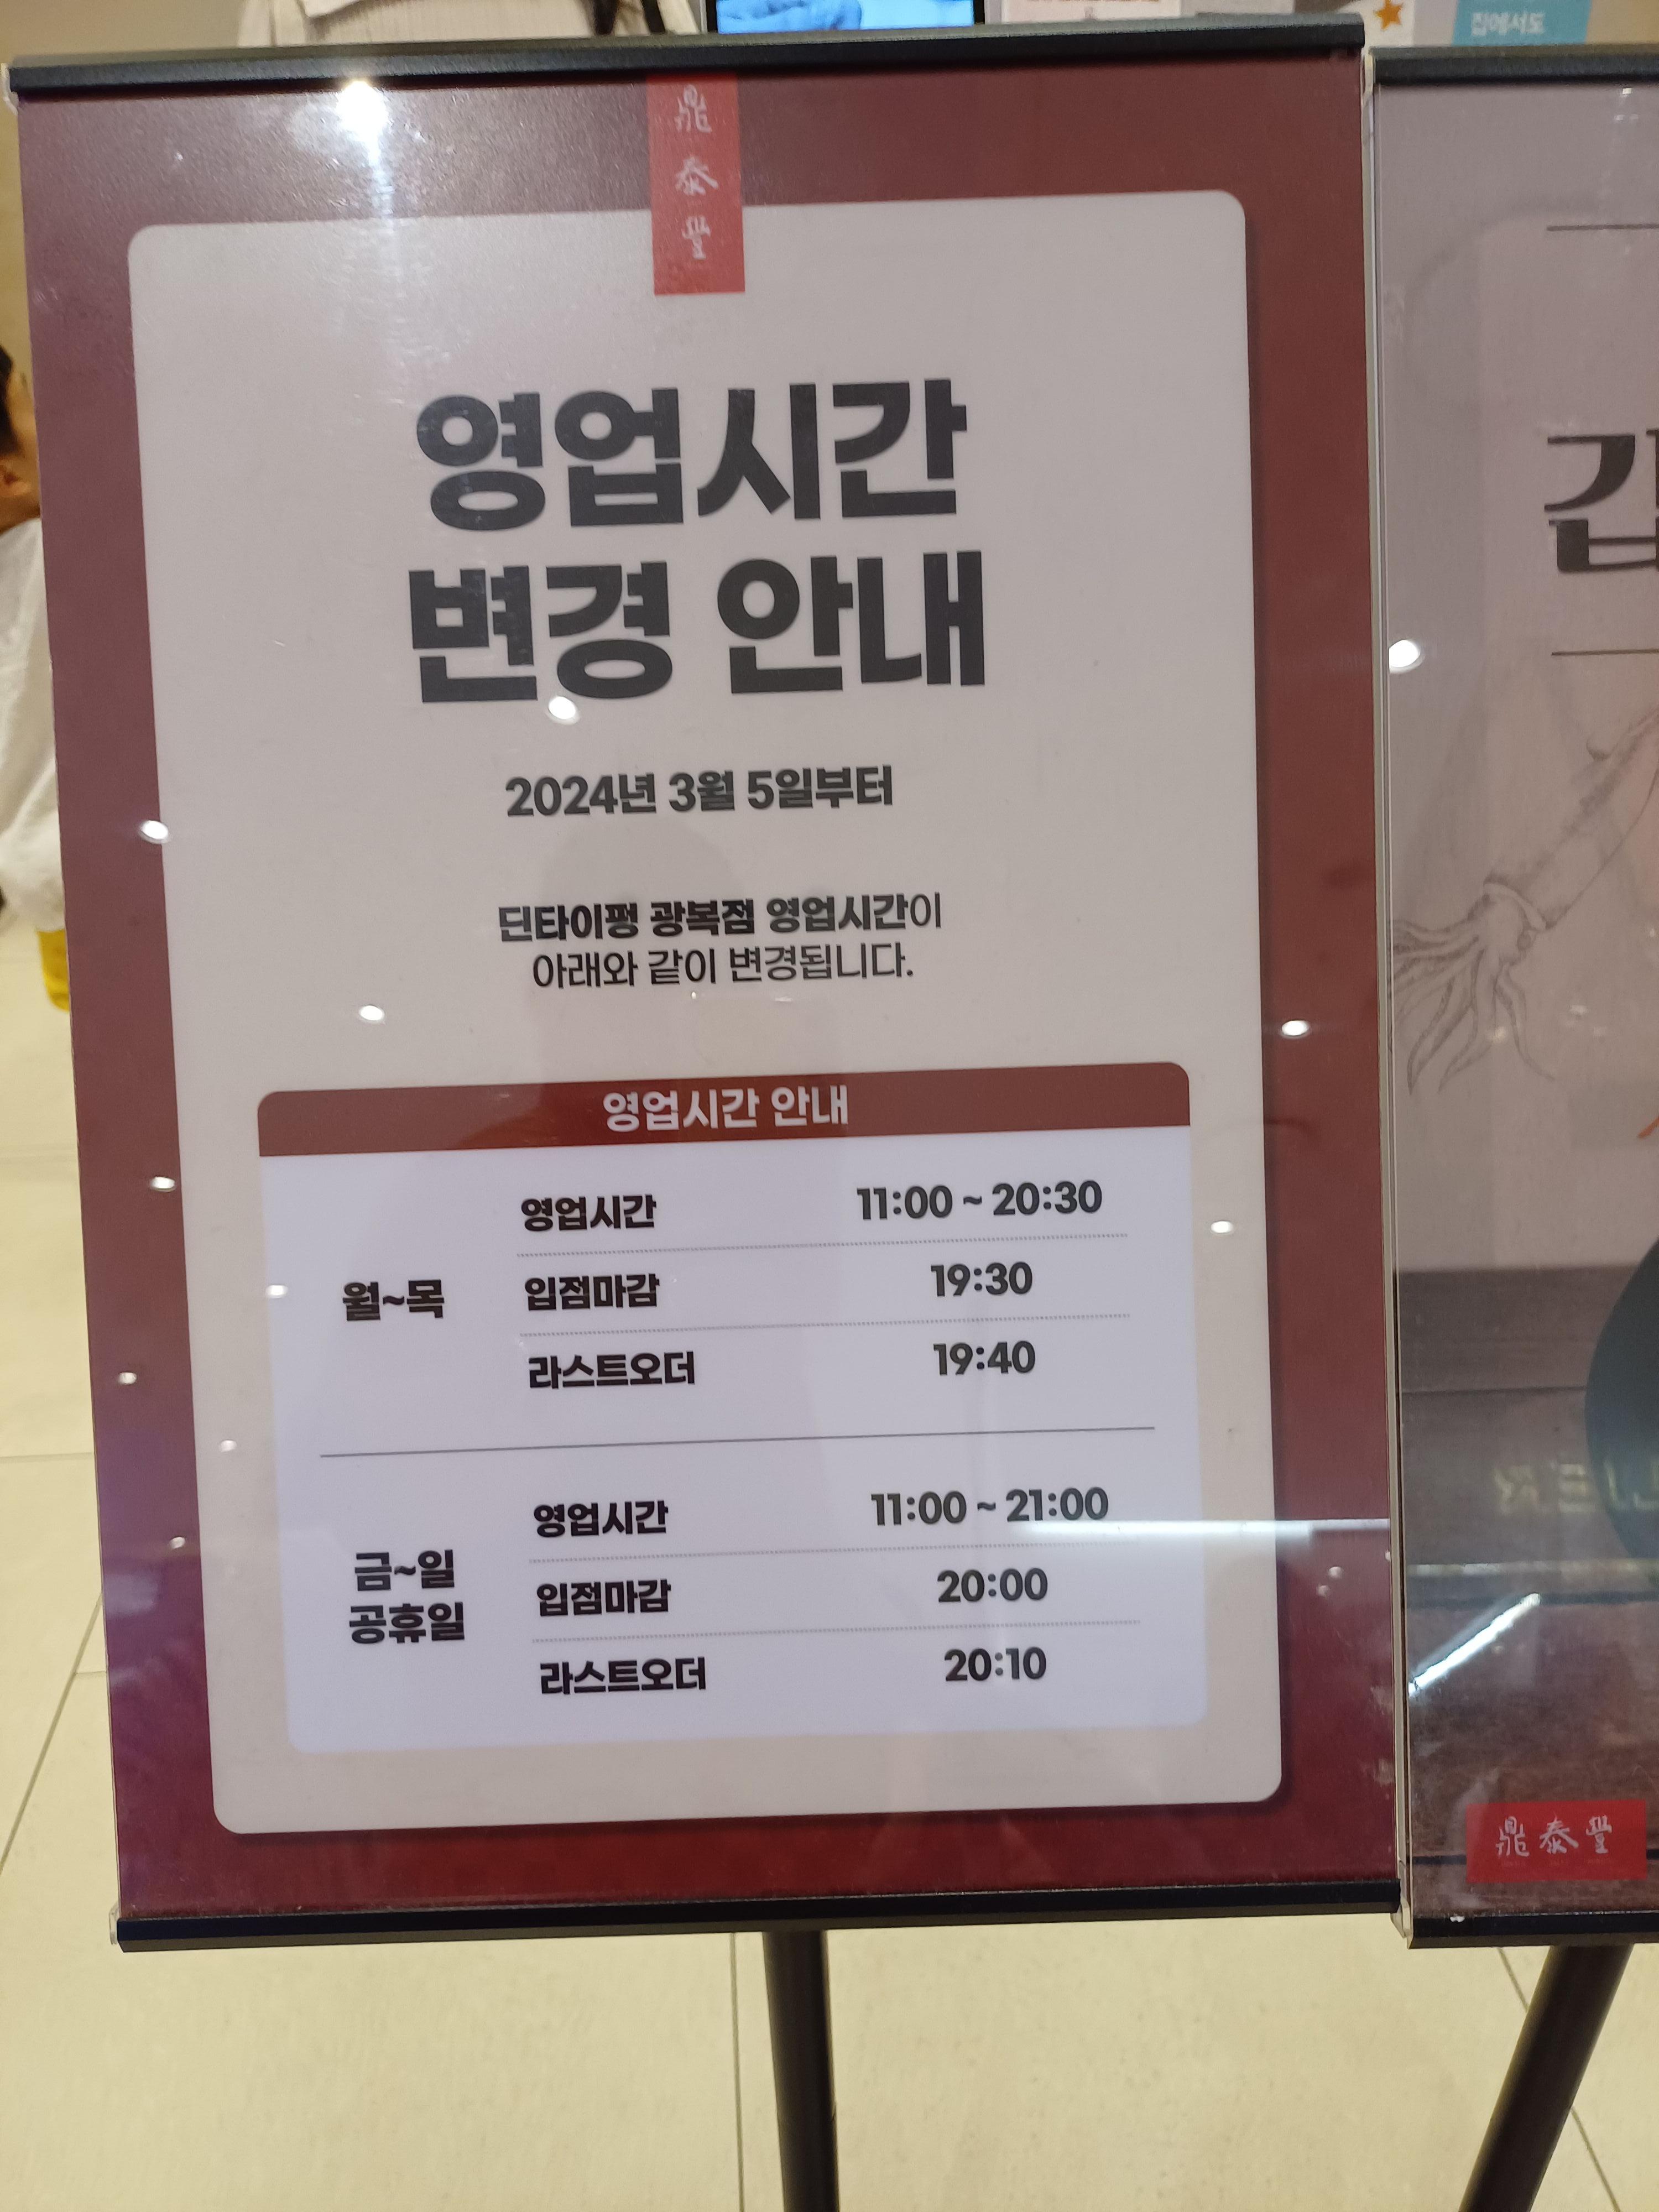 집에서도
鼎
泰
豐
영업시간
변경 안내
2024년 3월 5일부터
딘타이펑 광복점 영업시간이
아래와 같이 변경됩니다.
영업시간 안내
월~목
영업시간 11:00 ~ 20:30
입점마감 19:30
라스트오더 19:40
금~일
공휴일
영업시간 11:00 ~ 21:00
입점마감 20:00
라스트오더 20:10
갑
鼎泰豐